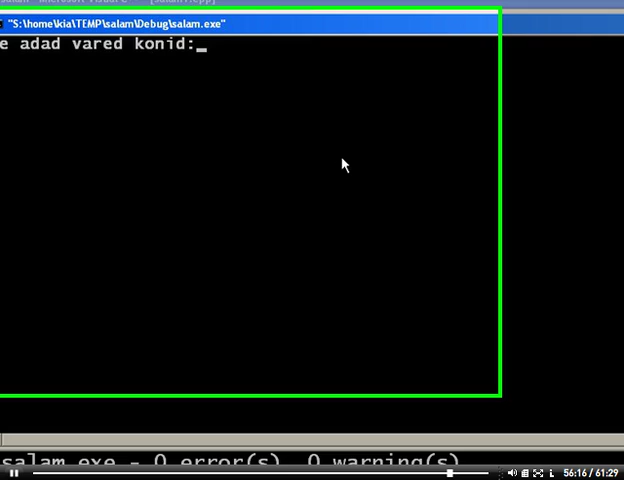 "S:\home\kia\TEMP\salam\Debug\salam.exe"
e adad vared konid:_
salam.exe - 0 error(s), 0 warning(s)
56:16 / 61:29